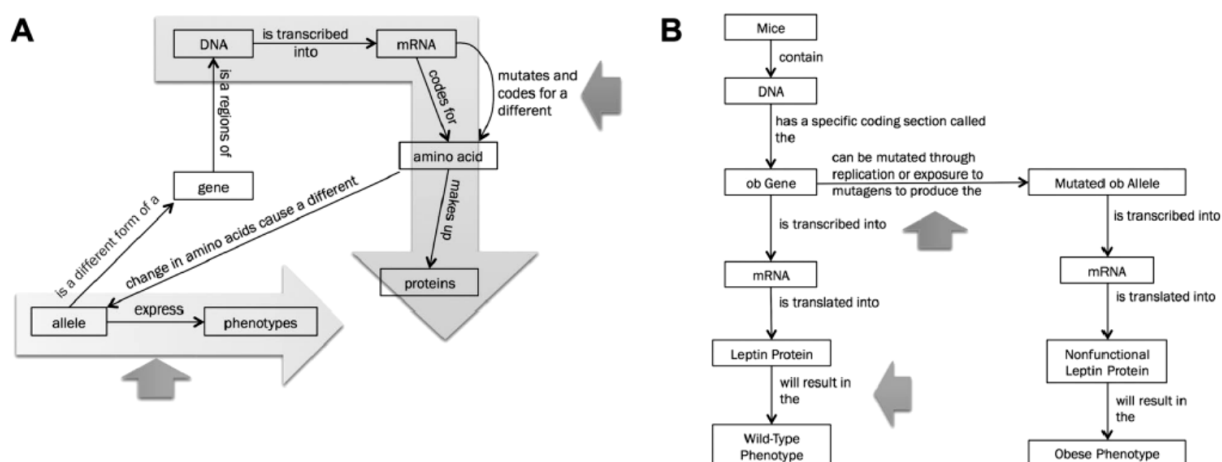 A
DNA
is transcribed
into
mRNA
mutates and
codes for a
different
codes for
is a regions of
amino acid
gene
is a different form of a
change in amino acids cause a different
makes up
proteins
allele
express
phenotypes
B
Mice
contain
DNA
has a specific coding section called
the
ob Gene
can be mutated through
replication or exposure to
mutagens to produce the
Mutated ob Allele
is transcribed into
is transcribed into
mRNA
mRNA
is translated into
is translated into
Leptin Protein
Nonfunctional
Leptin Protein
will result in
the
will result in
the
Wild-Type
Phenotype
Obese Phenotype